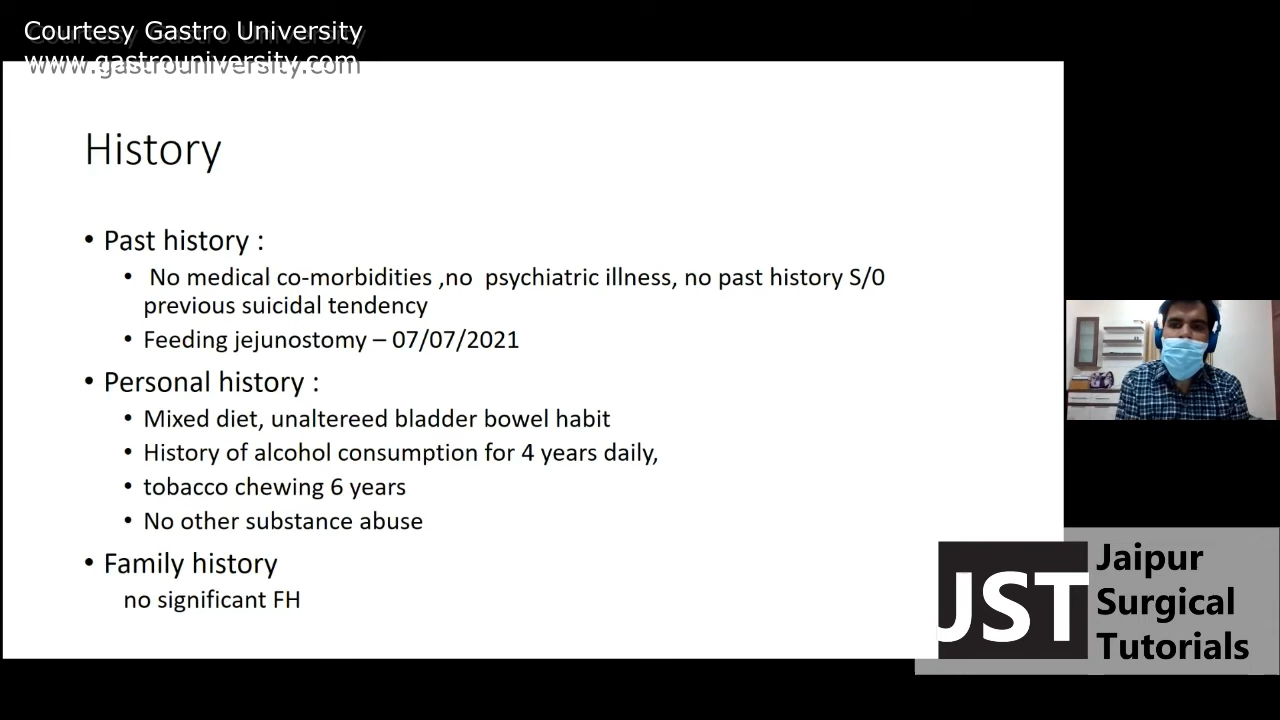 Courtesy Gastro University
www.gastrouniversity.com
History
• Past history :
• No medical co-morbidities ,no psychiatric illness, no past history S/0
previous suicidal tendency
• Feeding jejunostomy – 07/07/2021
• Personal history :
• Mixed diet, unaltereed bladder bowel habit
• History of alcohol consumption for 4 years daily,
• tobacco chewing 6 years
• No other substance abuse
• Family history
no significant FH
JST
Jaipur
Surgical
Tutorials